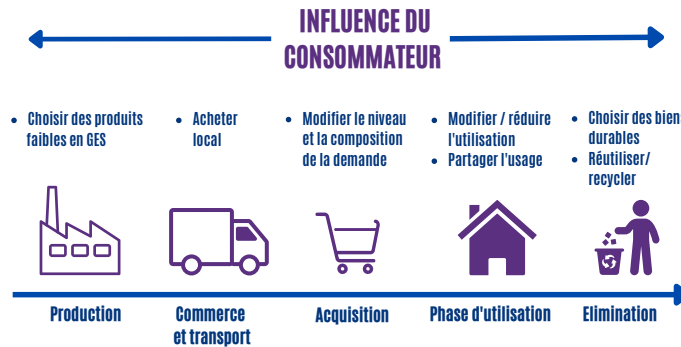 INFLUENCE DU
CONSOMMATEUR
• Choisir des produits
faibles en GES
• Acheter
local
• Modifier le niveau
et la composition
de la demande
• Modifier / réduire
l'utilisation
• Partager l'usage
• Choisir des biens
durables
• Réutiliser/
recycler
Production
Commerce
et transport
Acquisition
Phase d'utilisation
Elimination